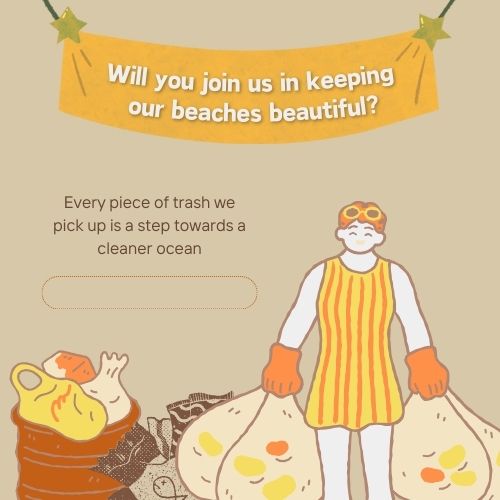 Will you join us in keeping
our beaches beautiful?
Every piece of trash we
pick up is a step towards a
cleaner ocean